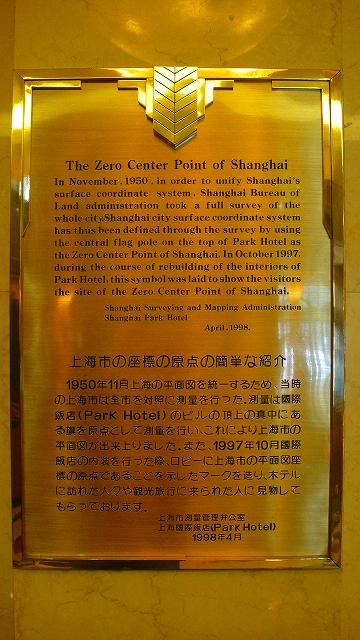 The Zero Center Point of Shanghai
In November, 1950, in order to unify Shanghai's
surface coordinate system, Shanghai Bureau of
Land administration took a full survey of the
whole city,Shanghai city surface coordinate system
has thus been defined through the survey by using
the central flag pole on the top of Park Hotel as
the Zero Center Point of Shanghai. In October 1997,
during the course of rebuilding of the interiors of
Park Hotel, this symbol was laid to show the visitors
the site of the Zero Center Point of Shanghai.
Shanghai Surveying and Mapping Administration
Shanghai Park Hotel
April, 1998.
上海市の座標の原点の簡単な紹介
1950年11月上海の平面図を統一するため、当時
の上海市は全市を対照に測量を行つた。測量は國際
飯店(Park Hotel)のビルの頂上の真中にあ
る旗を原点として測量を行い、これにより上海市の
平面図が出来上りました。また、1997年10月國際
飯店の内装を行った際、ロビーに上海市の平面図座
標の原点であることを示したマークを造り、木テル
に訪れた人々や観光旅行に来られた人に見物して
もらっております。
上海市測量管理弁公室
上海國際飯店(Park Hotel)
1998年4月